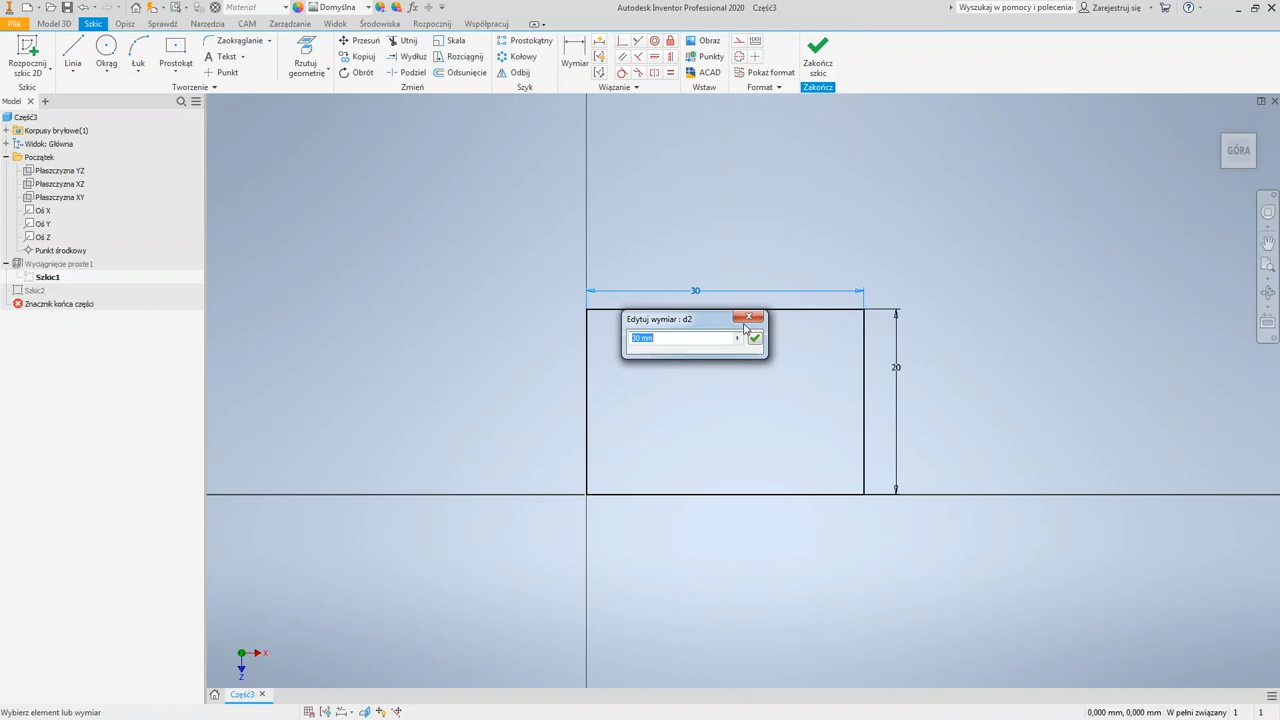 Materiał
Domyślna
Autodesk Inventor Professional 2020 Część3
Wyszukaj w pomocy i polecenia
Zarejestruj się
Plik Szkic Model 3D Opisz Sprawdź Narzędzia CAM Zarządzanie Widok Środowiska Rozpocznij Współpracuj
Rozpocznij szkic 2D
Linia
Okrąg
Łuk
Prostokąt
Zaokrąglanie
Tekst
Punkt
Rzutuj geometrię
Przesuń
Kopiuj
Obrót
Utnij
Wydłuż
Podziel
Skala
Rozciągnij
Odsunięcie
Prostokątny
Kołowy
Odbij
Wymiar
Obraz
Punkty
ACAD
Pokaż format
Zakończ szkic
Szkic Tworzenie Zmień Szyk Wiązanie Wstaw Format Zakończ
Model
Część3
Korpusy bryłowe(1)
Widok: Główna
Początek
Płaszczyzna YZ
Płaszczyzna XZ
Płaszczyzna XY
Oś X
Oś Y
Oś Z
Punkt środkowy
Wyciągnięcie proste1
Szkic1
Szkic2
Znacznik końca części
GÓRA
30
Edytuj wymiar : d2
30 mm
20
X
Z
Część3
Wybierz element lub wymiar
0,000 mm, 0,000 mm W pełni związany 1 1